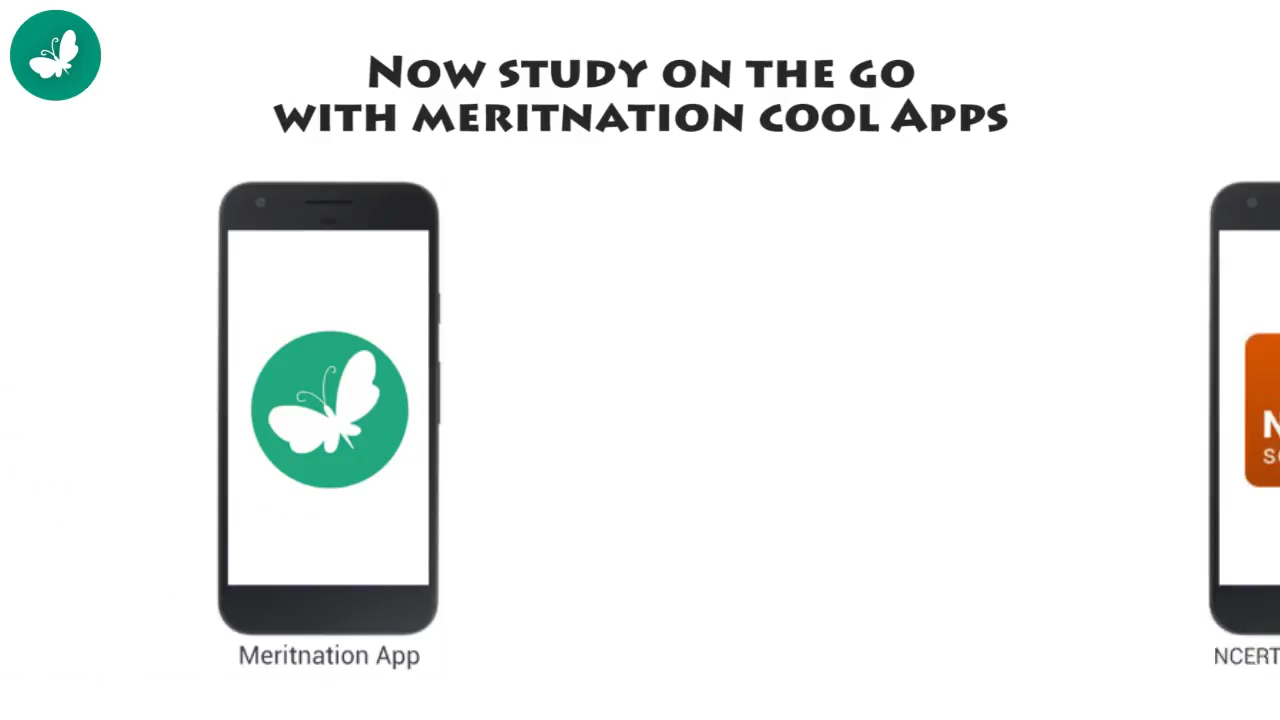 Now study on the go
with meritnation cool Apps
N
Meritnation App
NCERT